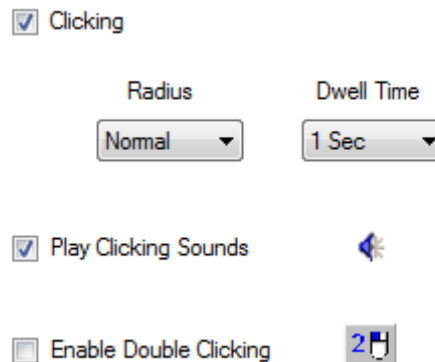 Clicking
Radius Dwell Time
Normal 1 Sec
Play Clicking Sounds
Enable Double Clicking 2